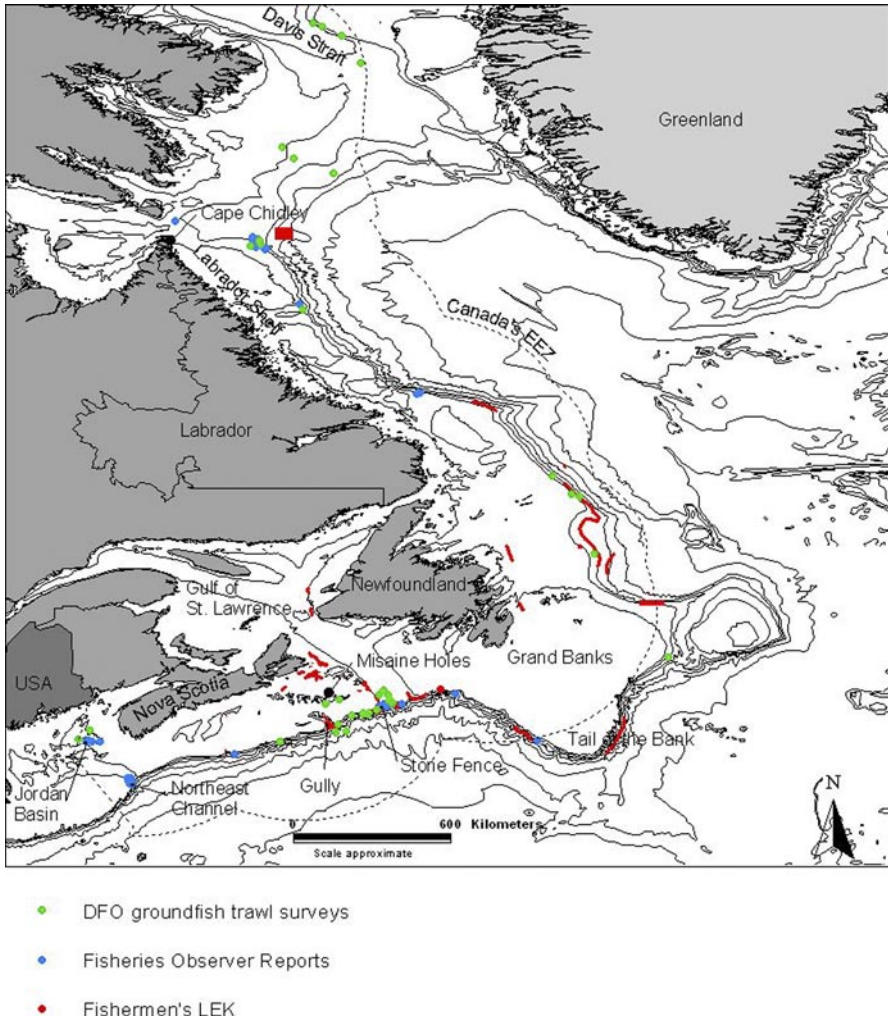 Davis Strait
Greenland
Cape Chidley
Labrador Shelf
Canada's EEZ
Labrador
Gulf of
St. Lawrence
Newfoundland
Misaine Holes
Grand Banks
USA
Nova Scotia
Tail of the Bank
Stone Fence
Jordan
Basin
Northeast
Channel
Gully
N
0 600 Kilometers
Scale approximate
DFO groundfish trawl surveys
Fisheries Observer Reports
Fishermen's LEK